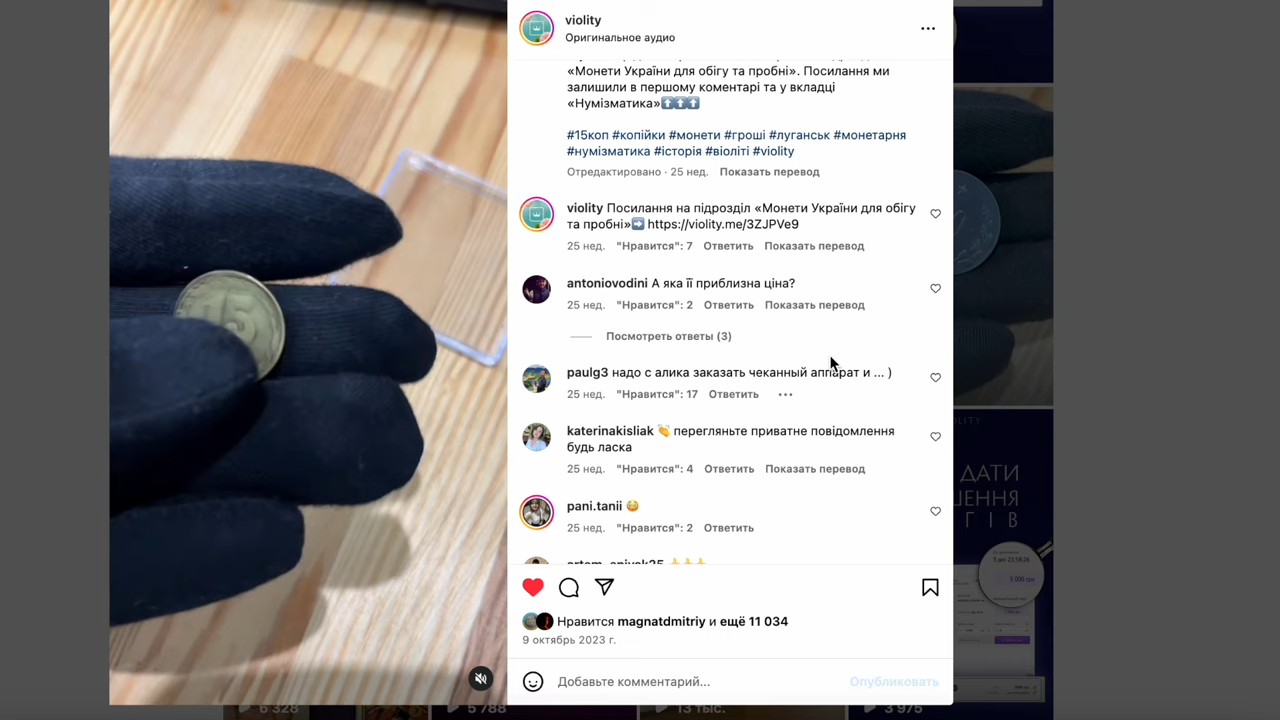 violity
Оригинальное аудио
«Монети України для обігу та пробні». Посилання ми
залишили в першому коментарі та у вкладці
«Нумізматика»⬆️⬆️⬆️
#15коп #копійки #монети #гроші #луганськ #монетарня
#нумізматика #історія #віоліті #violity
Отредактировано · 25 нед. Показать перевод
violity Посилання на підрозділ «Монети України для обігу
та пробні»➡️ https://violity.me/3ZJPVe9
25 нед. "Нравится": 7 Ответить Показать перевод
antoniovodini А яка її приблизна ціна?
25 нед. "Нравится": 2 Ответить Показать перевод
Посмотреть ответы (3)
paulg3 надо с алика заказать чеканный аппарат и ... )
25 нед. "Нравится": 17 Ответить
katerinakisliak 👏 перегляньте приватне повідомлення
будь ласка
25 нед. "Нравится": 4 Ответить Показать перевод
pani.tanii 😳
25 нед. "Нравится": 2 Ответить
Нравится magnatdmitriy и ещё 11 034
9 октябрь 2023 г.
Добавьте комментарий...
Опубликовать
15
ДАТИ
ШЕННЯ
ГІВ
5 000 грн
6 328
5 788
13 тыс.
3 975